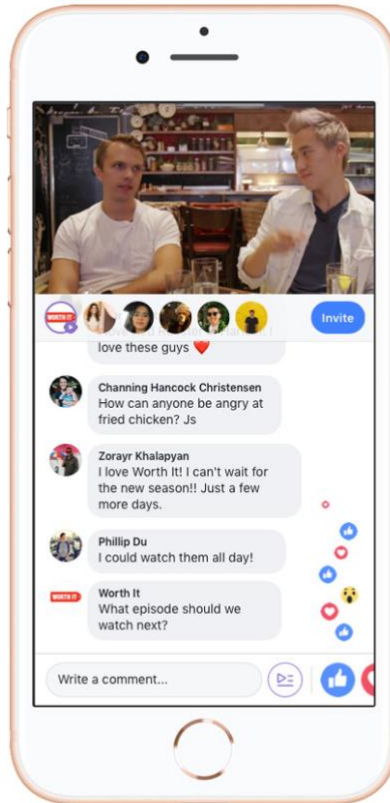 WORTH IT
Invite
love these guys ❤️
Channing Hancock Christensen
How can anyone be angry at
fried chicken? Js
Zorayr Khalapyan
I love Worth It! I can't wait for
the new season!! Just a few
more days.
Phillip Du
I could watch them all day!
WORTH IT
Worth It
What episode should we
watch next?
Write a comment...